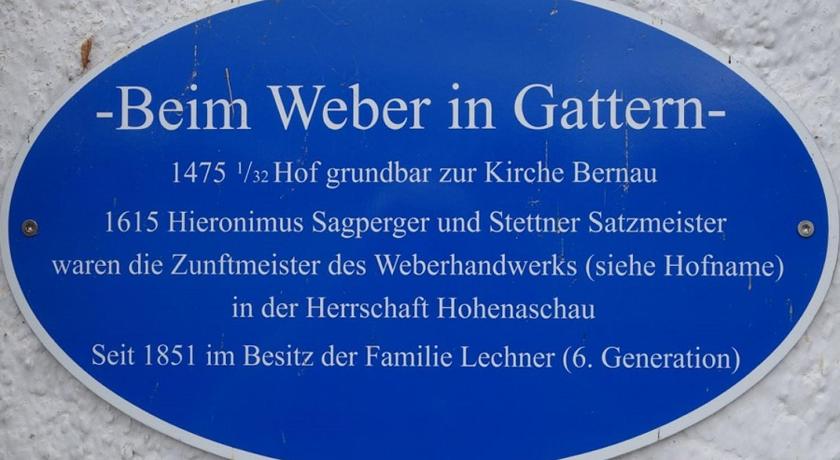 -Beim Weber in Gattern-
1475 1/32 Hof grundbar zur Kirche Bernau
1615 Hieronimus Sagperger und Stettner Satzmeister
waren die Zunftmeister des Weberhandwerks (siehe Hofname)
in der Herrschaft Hohenaschau
Seit 1851 im Besitz der Familie Lechner (6. Generation)